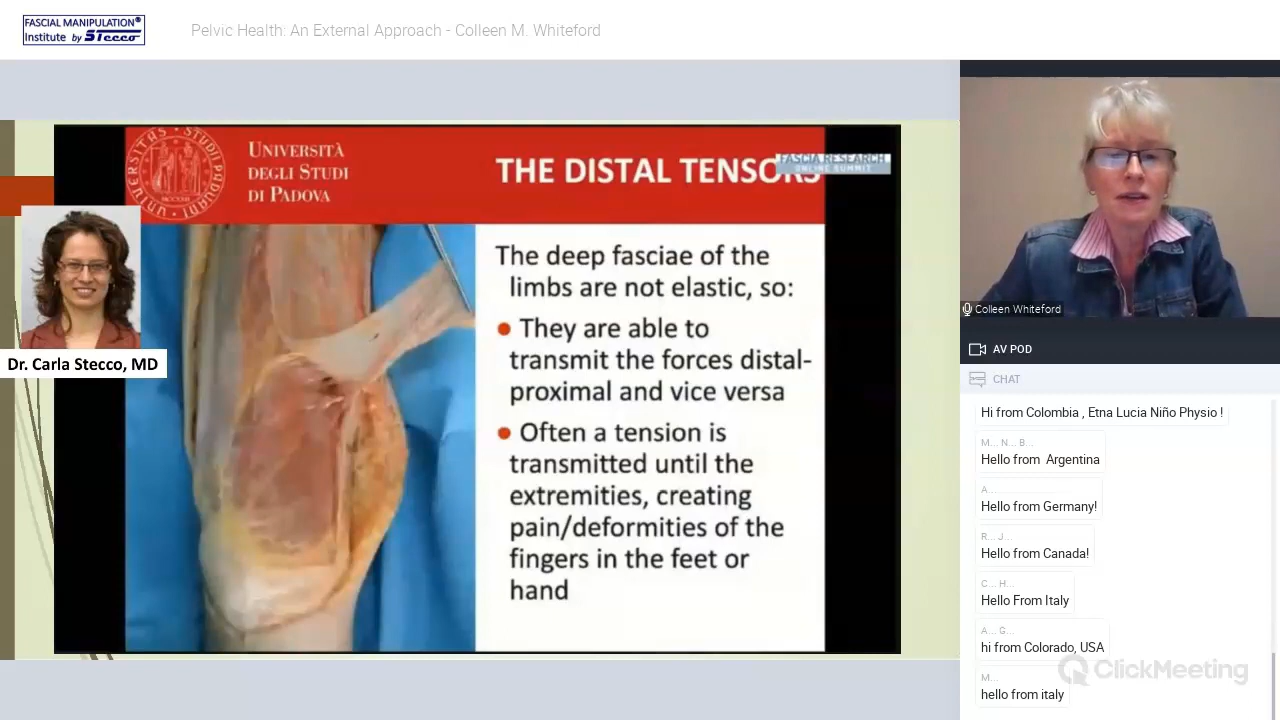 FASCIAL MANIPULATION®
Institute by Stecco
Pelvic Health: An External Approach - Colleen M. Whiteford
UNIVERSITÀ
DEGLI STUDI
DI PADOVA
THE DISTAL TENSORS
FASCIA RESEARCH
ONLINE SUMMIT
Dr. Carla Stecco, MD
The deep fasciae of the
limbs are not elastic, so:
● They are able to
transmit the forces distal-
proximal and vice versa
● Often a tension is
transmitted until the
extremities, creating
pain/deformities of the
fingers in the feet or
hand
Colleen Whiteford
AV POD
CHAT
Hi from Colombia , Etna Lucia Niño Physio !
M... N... B...
Hello from Argentina
A...
Hello from Germany!
R... J...
Hello from Canada!
C... H...
Hello From Italy
A... G...
hi from Colorado, USA
M...
hello from italy
ClickMeeting